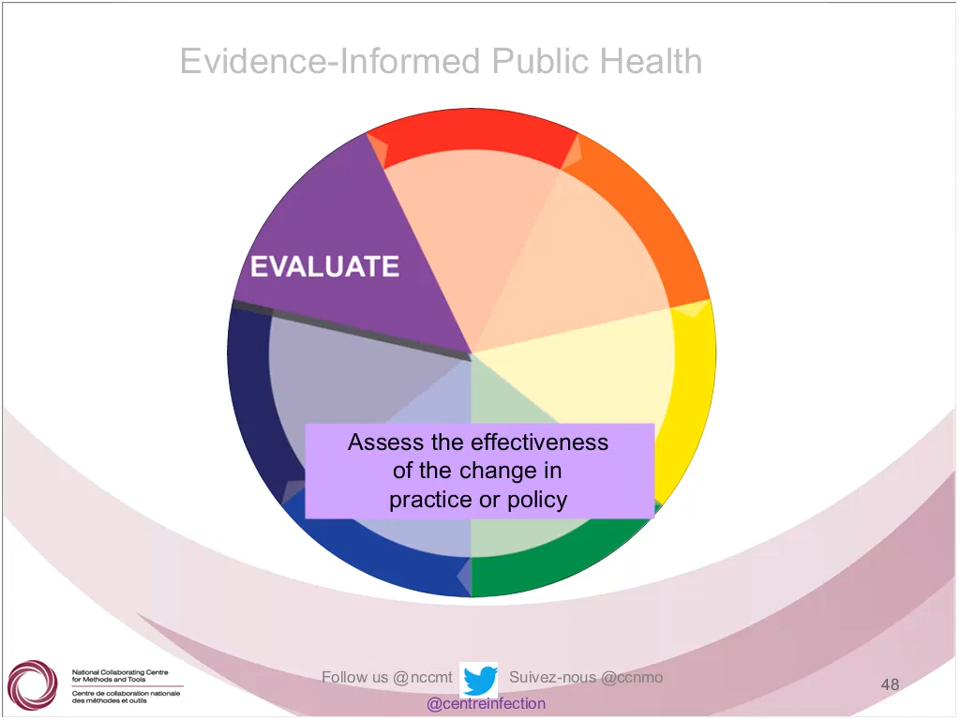 Evidence-Informed Public Health
EVALUATE
Assess the effectiveness
of the change in
practice or policy
National Collaborating Centre
for Methods and Tools
Centre de collaboration nationale
des méthodes et outils
Follow us @nccmt
Suivez-nous @ccnmo
@centreinfection
48